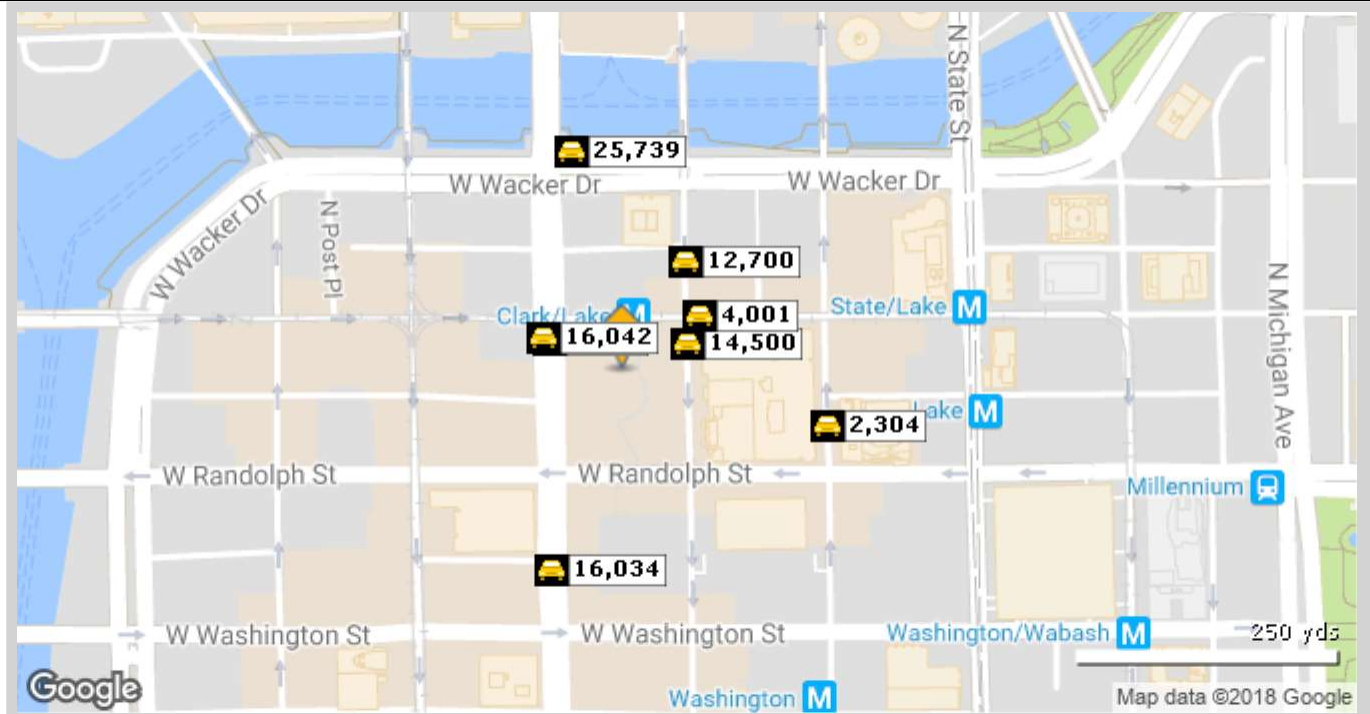 N State St
25,739
W Wacker Dr
W Wacker Dr
W Wacker Dr
N Post Pl
12,700
N Michigan Ave
Clark/Lake M
4,001
State/Lake M
16,042
14,500
2,304
Lake M
W Randolph St
W Randolph St
Millennium
16,034
W Washington St
W Washington St
Washington/Wabash M
250 yds
Google
Washington M
Map data ©2018 Google